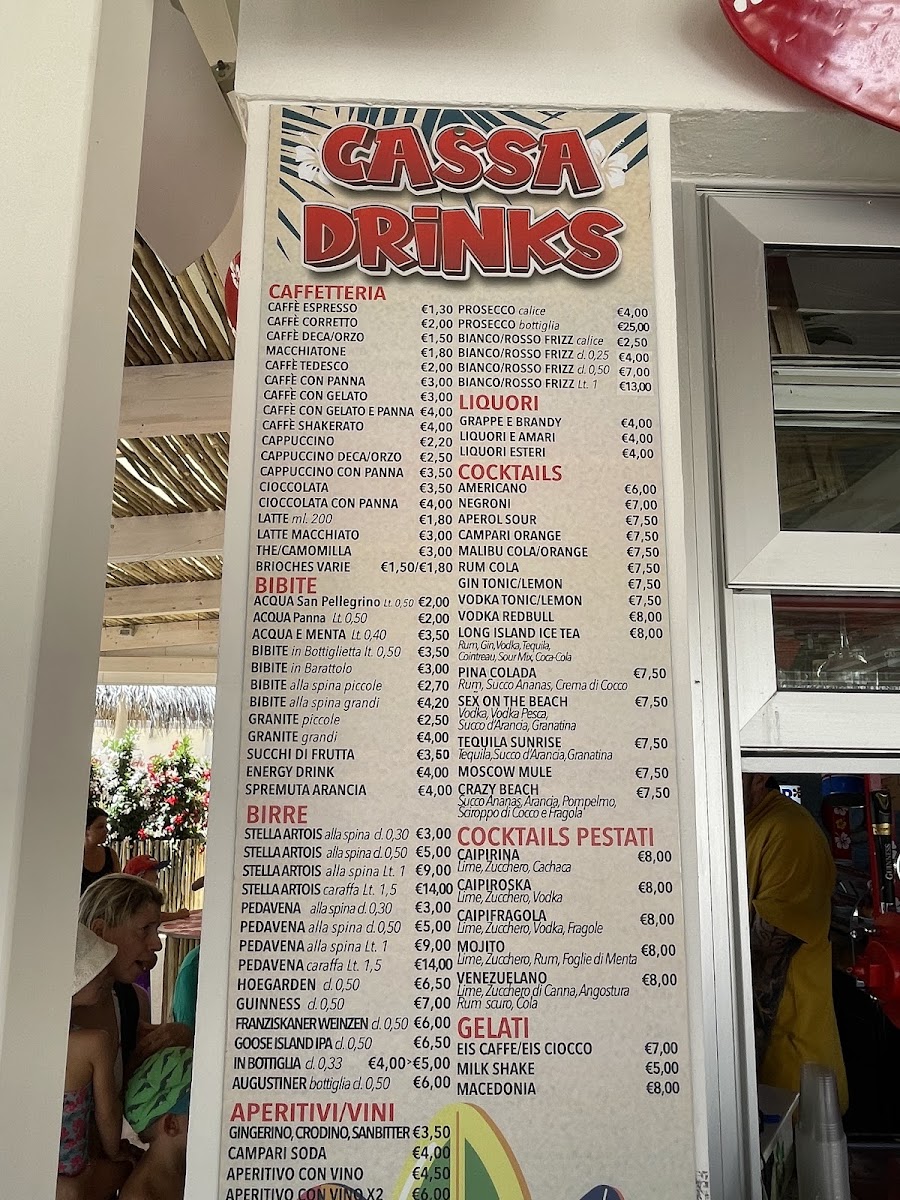 CASSA
DRiNKS
CAFFETTERIA
CAFFÈ ESPRESSO €1,30
CAFFÈ CORRETTO €2,00
CAFFÈ DECA/ORZO €1,50
MACCHIATONE €1,80
CAFFÈ TEDESCO €2,00
CAFFÈ CON PANNA €3,00
CAFFÈ CON GELATO €3,00
CAFFÈ CON GELATO E PANNA €4,00
CAFFÈ SHAKERATO €4,00
CAPPUCCINO €2,20
CAPPUCCINO DECA/ORZO €2,50
CAPPUCCINO CON PANNA €3,50
CIOCCOLATA €3,50
CIOCCOLATA CON PANNA €4,00
LATTE ml. 200 €1,80
LATTE MACCHIATO €3,00
THE/CAMOMILLA €3,00
BRIOCHES VARIE €1,50/€1,80
BIBITE
ACQUA San Pellegrino Lt. 0,50 €2,00
ACQUA Panna Lt. 0,50 €2,00
ACQUA E MENTA Lt. 0,40 €3,50
BIBITE in Bottiglietta lt. 0,50 €3,50
BIBITE in Barattolo €3,00
BIBITE alla spina piccole €2,70
BIBITE alla spina grandi €4,20
GRANITE piccole €2,50
GRANITE grandi €4,00
SUCCHI DI FRUTTA €3,50
ENERGY DRINK €4,00
SPREMUTA ARANCIA €4,00
BIRRE
STELLA ARTOIS alla spina cl. 0,30 €3,00
STELLA ARTOIS alla spina cl. 0,50 €5,00
STELLA ARTOIS alla spina Lt. 1 €9,00
STELLA ARTOIS caraffa Lt. 1,5 €14,00
PEDAVENA alla spina cl. 0,30 €3,00
PEDAVENA alla spina cl. 0,50 €5,00
PEDAVENA alla spina Lt. 1 €9,00
PEDAVENA caraffa Lt. 1,5 €14,00
HOEGARDEN cl. 0,50 €6,50
GUINNESS cl. 0,50 €7,00
FRANZISKANER WEINZEN cl. 0,50 €6,00
GOOSE ISLAND IPA cl. 0,50 €6,50
IN BOTTIGLIA cl. 0,33 €4,00>€5,00
AUGUSTINER bottiglia cl. 0,50 €6,00
APERITIVI/VINI
GINGERINO, CRODINO, SANBITTER €3,50
CAMPARI SODA €4,00
APERITIVO CON VINO €4,50
APERITIVO CON VINO X2 €6,00
PROSECCO calice €4,00
PROSECCO bottiglia €25,00
BIANCO/ROSSO FRIZZ calice €2,50
BIANCO/ROSSO FRIZZ cl. 0,25 €4,00
BIANCO/ROSSO FRIZZ cl. 0,50 €7,00
BIANCO/ROSSO FRIZZ Lt. 1 €13,00
LIQUORI
GRAPPE E BRANDY €4,00
LIQUORI E AMARI €4,00
LIQUORI ESTERI €4,00
COCKTAILS
AMERICANO €6,00
NEGRONI €7,00
APEROL SOUR €7,50
CAMPARI ORANGE €7,50
MALIBU COLA/ORANGE €7,50
RUM COLA €7,50
GIN TONIC/LEMON €7,50
VODKA TONIC/LEMON €7,50
VODKA REDBULL €8,00
LONG ISLAND ICE TEA €8,00
Rum, Gin, Vodka, Tequila,
Cointreau, Sour Mix, Coca-Cola
PINA COLADA €7,50
Rum, Succo Ananas, Crema di Cocco
SEX ON THE BEACH €7,50
Vodka, Vodka Pesca,
Succo d'Arancia, Granatina
TEQUILA SUNRISE €7,50
Tequila, Succo d'Arancia, Granatina
MOSCOW MULE €7,50
CRAZY BEACH €7,50
Succo Ananas, Arancia, Pompelmo,
Sciroppo di Cocco e Fragola
COCKTAILS PESTATI
CAIPIRINA €8,00
Lime, Zucchero, Cachaca
CAIPIROSKA €8,00
Lime, Zucchero, Vodka
CAIPIFRAGOLA €8,00
Lime, Zucchero, Vodka, Fragole
MOJITO €8,00
Lime, Zucchero, Rum, Foglie di Menta
VENEZUELANO €8,00
Lime, Zucchero di Canna, Angostura
Rum scuro, Cola
GELATI
EIS CAFFE/EIS CIOCCO €7,00
MILK SHAKE €5,00
MACEDONIA €8,00
GUINNESS